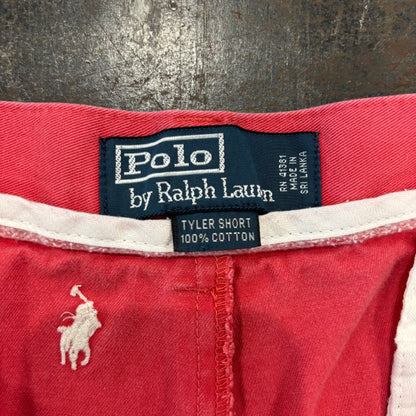 Polo
by Ralph Lauren
RN 41381
MADE IN
SRI LANKA
TYLER SHORT
100% COTTON